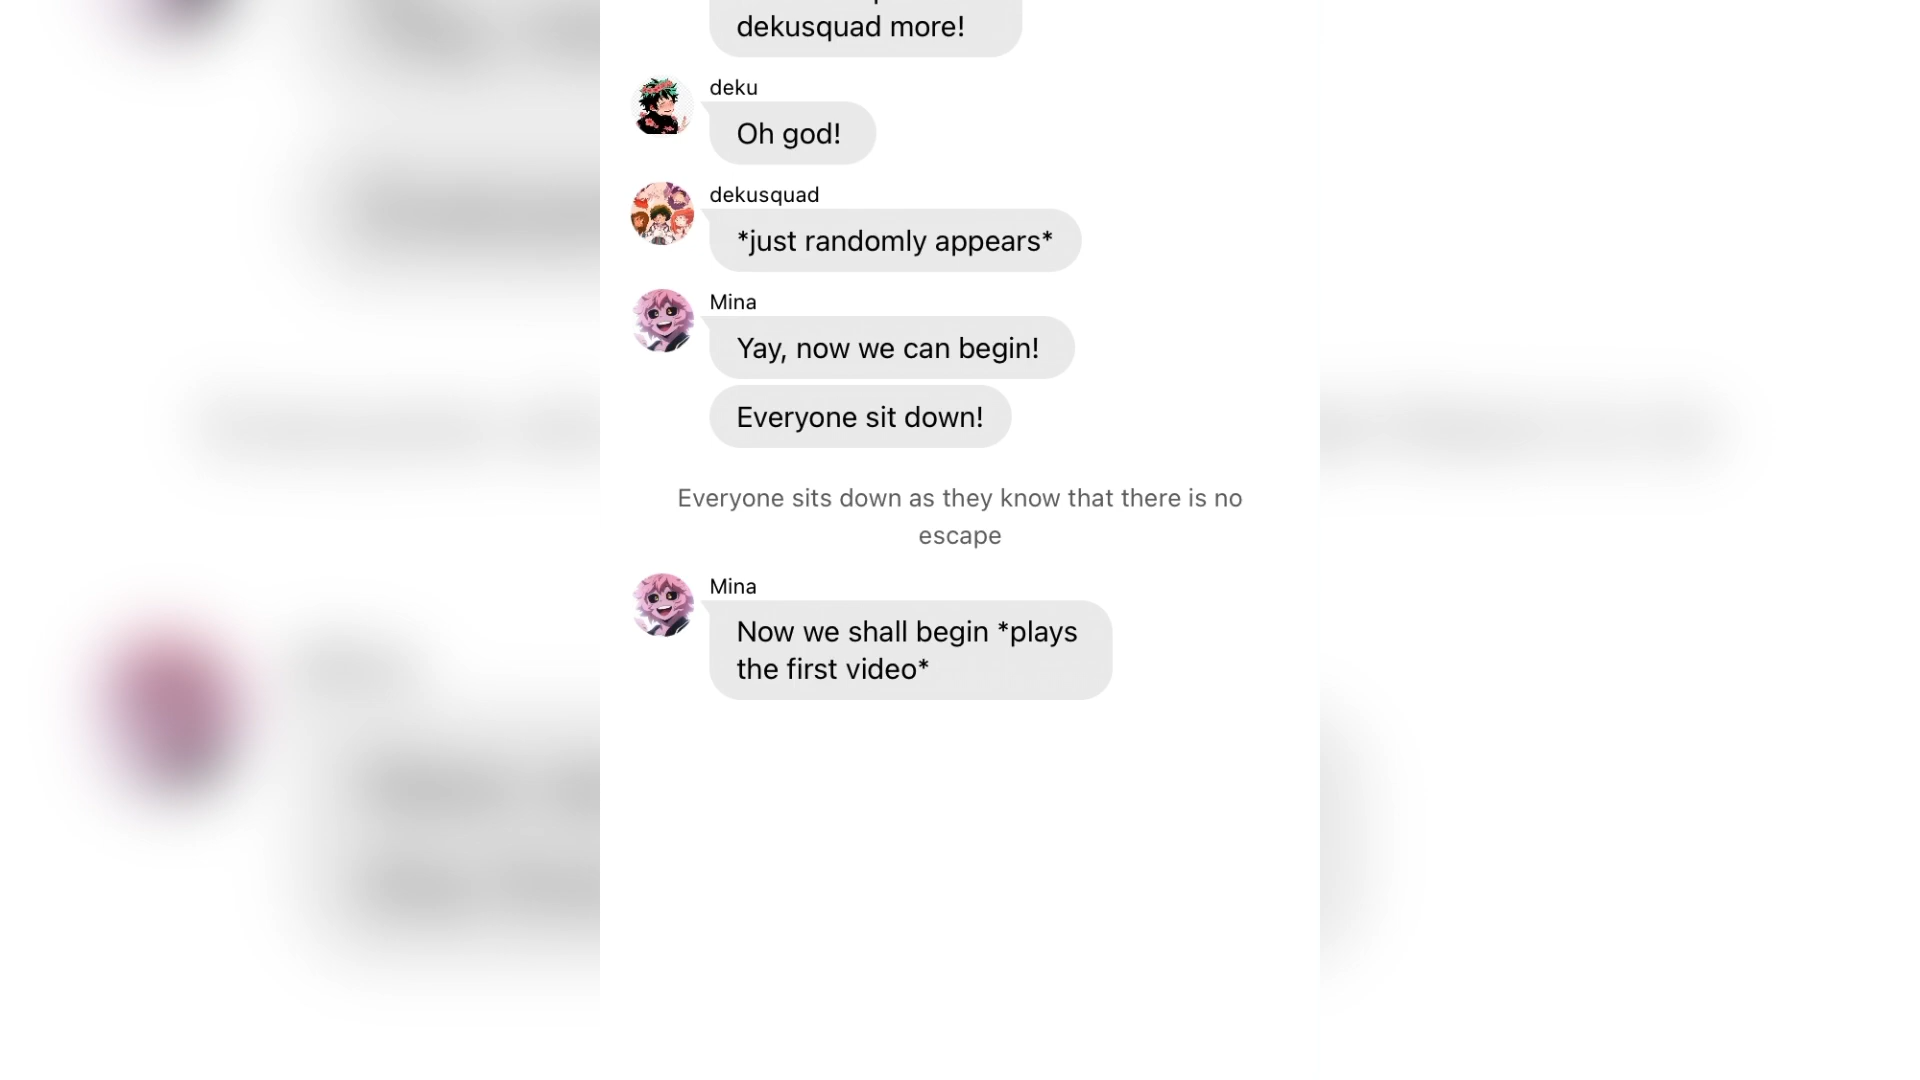 dekusquad more!
deku
Oh god!
dekusquad
*just randomly appears*
Mina
Yay, now we can begin!
Everyone sit down!
Everyone sits down as they know that there is no
escape
Mina
Now we shall begin *plays
the first video*